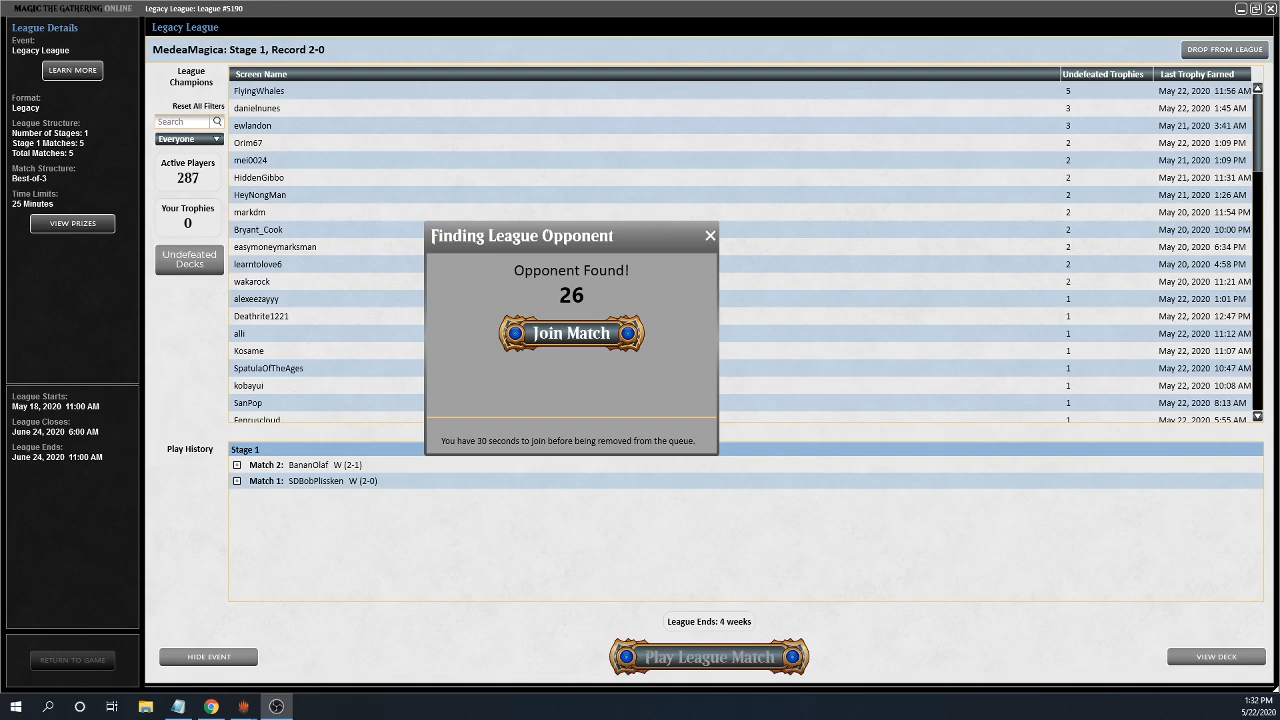 MAGIC THE GATHERING ONLINE
Legacy League: League #5190
League Details
Event:
Legacy League
LEARN MORE
Format:
Legacy
League Structure:
Number of Stages: 1
Stage 1 Matches: 5
Total Matches: 5
Match Structure:
Best-of-3
Time Limits:
25 Minutes
VIEW PRIZES
League Starts:
May 18, 2020 11:00 AM
League Closes:
June 24, 2020 6:00 AM
League Ends:
June 24, 2020 11:00 AM
RETURN TO GAME
Legacy League
MedeaMagica: Stage 1, Record 2-0
DROP FROM LEAGUE
League
Champions
Reset All Filters
Search
Everyone
Active Players
287
Your Trophies
0
Undefeated
Decks
Screen Name Undefeated Trophies Last Trophy Earned
FlyingWhales 5 May 22, 2020 11:56 AM
danielnunes 3 May 22, 2020 1:45 AM
ewlandon 3 May 21, 2020 3:41 AM
Orim67 2 May 22, 2020 1:09 PM
mei0024 2 May 21, 2020 1:09 PM
HiddenGibbo 2 May 21, 2020 11:31 AM
HeyNongMan 2 May 21, 2020 1:26 AM
markdm 2 May 20, 2020 11:54 PM
Bryant_Cook 2 May 20, 2020 10:00 PM
easymoneymarksman 2 May 20, 2020 6:34 PM
learntolove6 2 May 20, 2020 4:58 PM
wakarock 2 May 20, 2020 11:21 AM
alexeezayyy 1 May 22, 2020 1:01 PM
Deathrite1221 1 May 22, 2020 12:47 PM
alli 1 May 22, 2020 11:12 AM
Kosame 1 May 22, 2020 11:07 AM
SpatulaOfTheAges 1 May 22, 2020 10:47 AM
kobayui 1 May 22, 2020 10:08 AM
SanPop 1 May 22, 2020 8:13 AM
Fenruscloud 1 May 22, 2020 5:55 AM
Finding League Opponent
Opponent Found!
26
Join Match
You have 30 seconds to join before being removed from the queue.
Play History
Stage 1
Match 2: BananOlaf W (2-1)
Match 1: SDBobPlissken W (2-0)
League Ends: 4 weeks
HIDE EVENT
Play League Match
VIEW DECK
1:32 PM
5/22/2020